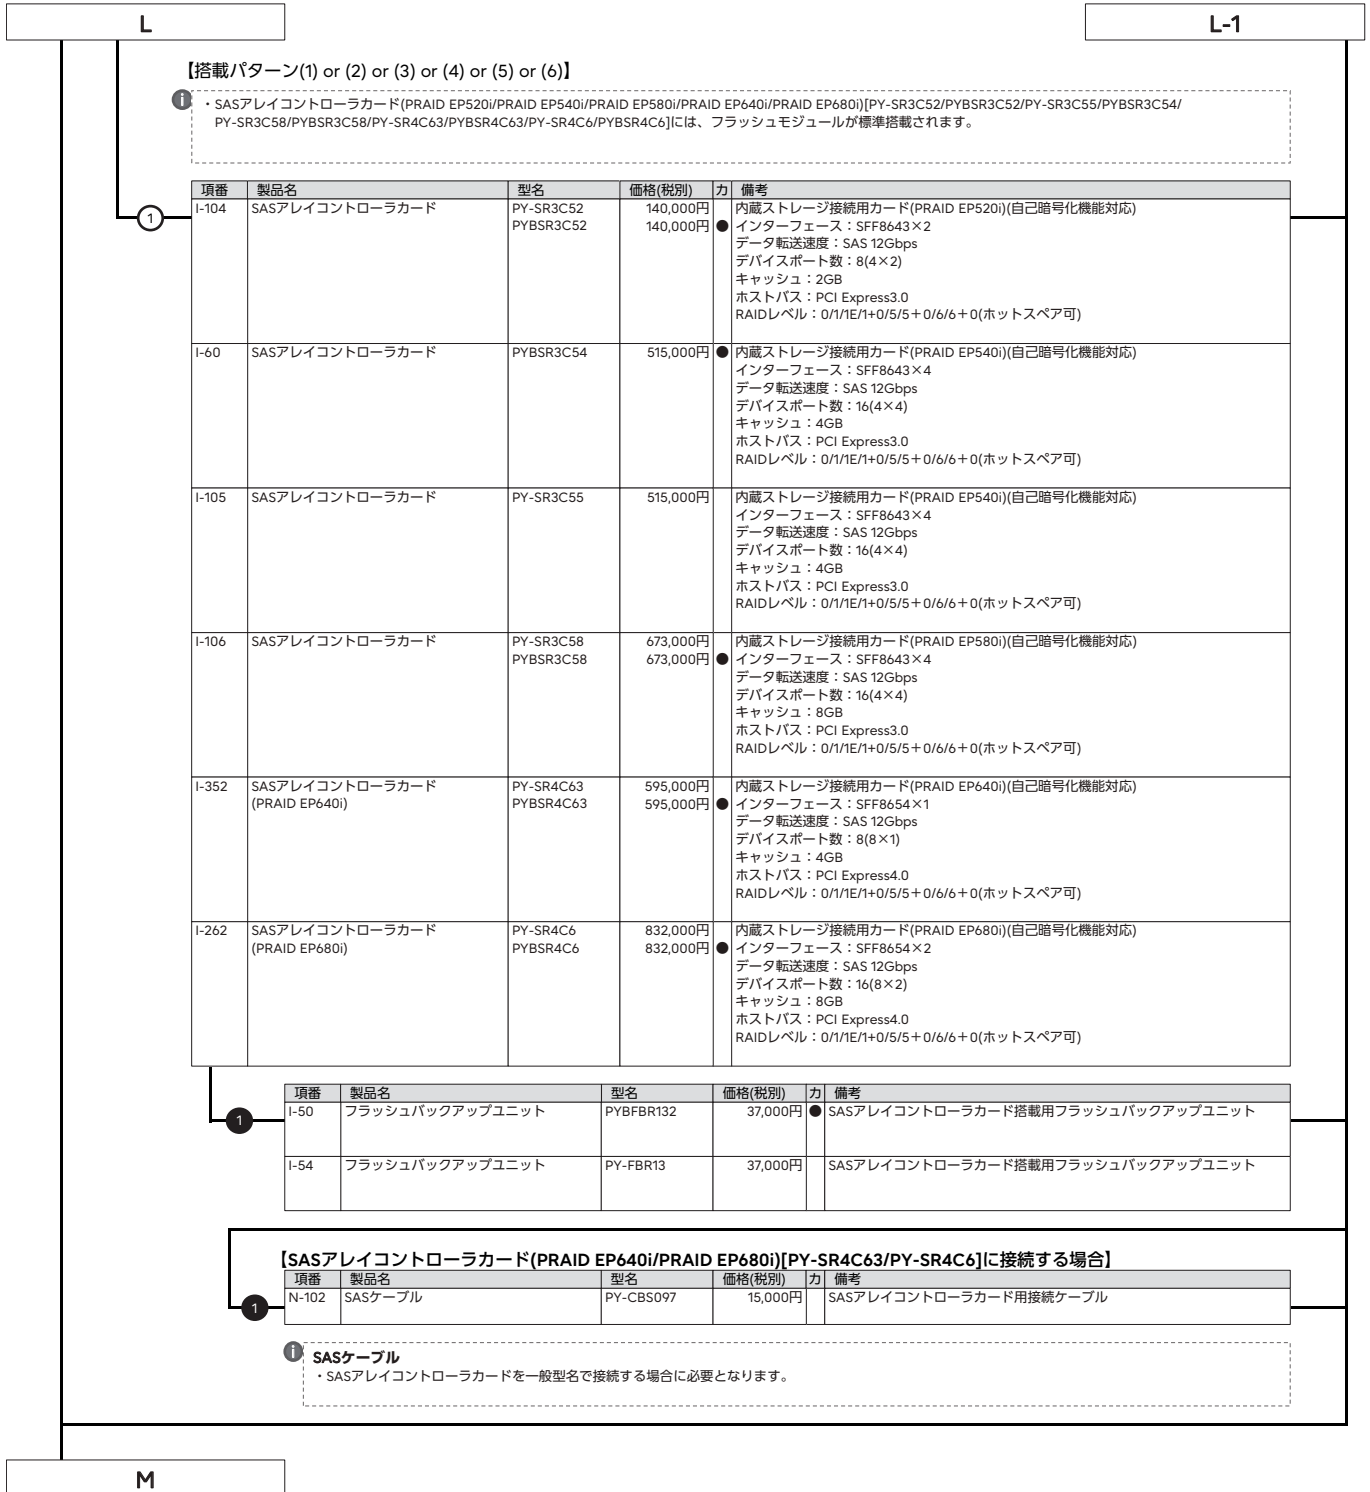 L
L-1
【搭載パターン(1) or (2) or (3) or (4) or (5) or (6)】
・SASアレイコントローラカード(PRAID EP520i/PRAID EP540i/PRAID EP580i/PRAID EP640i/PRAID EP680i)[PY-SR3C52/PYBSR3C52/PY-SR3C55/PYBSR3C54/
PY-SR3C58/PYBSR3C58/PY-SR4C63/PYBSR4C63/PY-SR4C6/PYBSR4C6]には、フラッシュモジュールが標準搭載されます。
項番 製品名 型名 価格(税別) カ 備考
1
I-104 SASアレイコントローラカード PY-SR3C52 140,000円 内蔵ストレージ接続用カード(PRAID EP520i)(自己暗号化機能対応)
PYBSR3C52 140,000円 ● インターフェース：SFF8643×2
データ転送速度：SAS 12Gbps
デバイスポート数：8(4×2)
キャッシュ：2GB
ホストバス：PCI Express3.0
RAIDレベル：0/1/1E/1+0/5/5＋0/6/6＋0(ホットスペア可)
I-60 SASアレイコントローラカード PYBSR3C54 515,000円 ● 内蔵ストレージ接続用カード(PRAID EP540i)(自己暗号化機能対応)
インターフェース：SFF8643×4
データ転送速度：SAS 12Gbps
デバイスポート数：16(4×4)
キャッシュ：4GB
ホストバス：PCI Express3.0
RAIDレベル：0/1/1E/1+0/5/5＋0/6/6＋0(ホットスペア可)
I-105 SASアレイコントローラカード PY-SR3C55 515,000円 内蔵ストレージ接続用カード(PRAID EP540i)(自己暗号化機能対応)
インターフェース：SFF8643×4
データ転送速度：SAS 12Gbps
デバイスポート数：16(4×4)
キャッシュ：4GB
ホストバス：PCI Express3.0
RAIDレベル：0/1/1E/1+0/5/5＋0/6/6＋0(ホットスペア可)
I-106 SASアレイコントローラカード PY-SR3C58 673,000円 内蔵ストレージ接続用カード(PRAID EP580i)(自己暗号化機能対応)
PYBSR3C58 673,000円 ● インターフェース：SFF8643×4
データ転送速度：SAS 12Gbps
デバイスポート数：16(4×4)
キャッシュ：8GB
ホストバス：PCI Express3.0
RAIDレベル：0/1/1E/1+0/5/5＋0/6/6＋0(ホットスペア可)
I-352 SASアレイコントローラカード PY-SR4C63 595,000円 内蔵ストレージ接続用カード(PRAID EP640i)(自己暗号化機能対応)
(PRAID EP640i) PYBSR4C63 595,000円 ● インターフェース：SFF8654×1
データ転送速度：SAS 12Gbps
デバイスポート数：8(8×1)
キャッシュ：4GB
ホストバス：PCI Express4.0
RAIDレベル：0/1/1E/1+0/5/5＋0/6/6＋0(ホットスペア可)
I-262 SASアレイコントローラカード PY-SR4C6 832,000円 内蔵ストレージ接続用カード(PRAID EP680i)(自己暗号化機能対応)
(PRAID EP680i) PYBSR4C6 832,000円 ● インターフェース：SFF8654×2
データ転送速度：SAS 12Gbps
デバイスポート数：16(8×2)
キャッシュ：8GB
ホストバス：PCI Express4.0
RAIDレベル：0/1/1E/1+0/5/5＋0/6/6＋0(ホットスペア可)
項番 製品名 型名 価格(税別) カ 備考
1
I-50 フラッシュバックアップユニット PYBFBR132 37,000円 ● SASアレイコントローラカード搭載用フラッシュバックアップユニット
I-54 フラッシュバックアップユニット PY-FBR13 37,000円 SASアレイコントローラカード搭載用フラッシュバックアップユニット
【SASアレイコントローラカード(PRAID EP640i/PRAID EP680i)[PY-SR4C63/PY-SR4C6]に接続する場合】
項番 製品名 型名 価格(税別) カ 備考
1
N-102 SASケーブル PY-CBS097 15,000円 SASアレイコントローラカード用接続ケーブル
SASケーブル
・SASアレイコントローラカードを一般型名で接続する場合に必要となります。
M